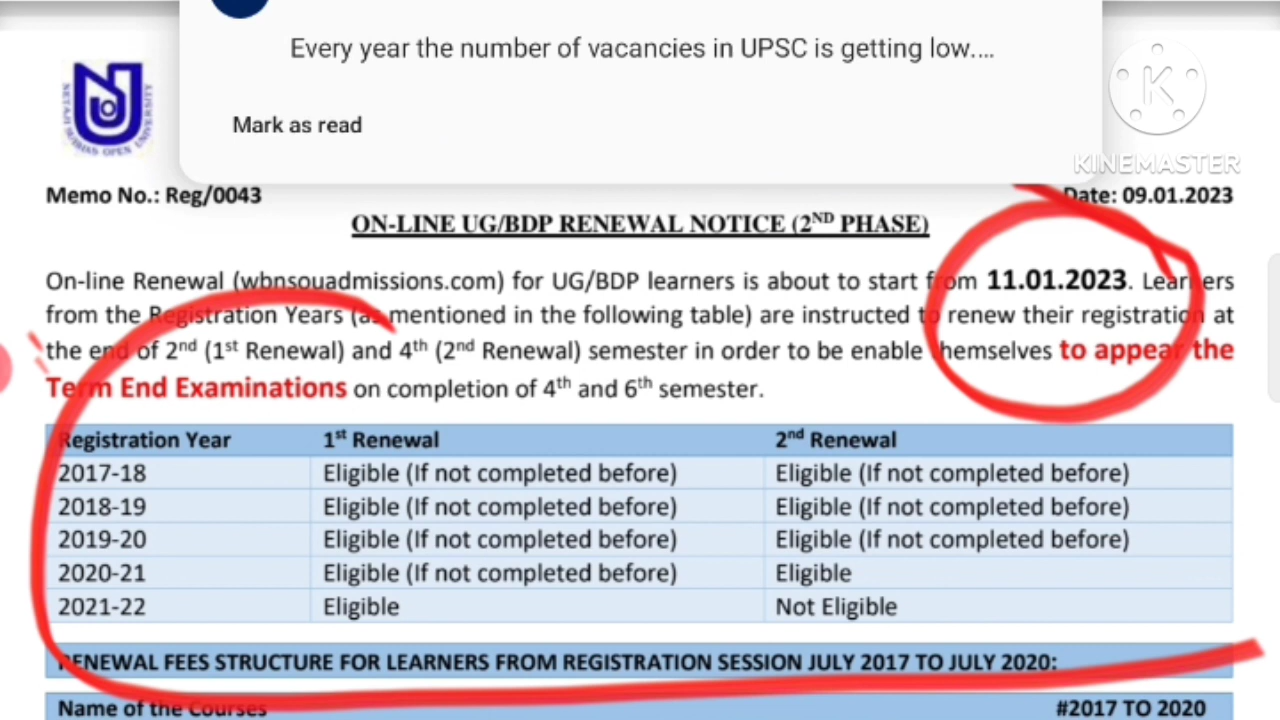 Every year the number of vacancies in UPSC is getting low....
Mark as read
KINEMASTER
NETAJI SUBHAS OPEN UNIVERSITY
Memo No.: Reg/0043 Date: 09.01.2023
ON-LINE UG/BDP RENEWAL NOTICE (2ND PHASE)
On-line Renewal (wbnsouadmissions.com) for UG/BDP learners is about to start from 11.01.2023. Learners
from the Registration Years (as mentioned in the following table) are instructed to renew their registration at
the end of 2nd (1st Renewal) and 4th (2nd Renewal) semester in order to be enable themselves to appear the
Term End Examinations on completion of 4th and 6th semester.
Registration Year 1st Renewal 2nd Renewal
2017-18 Eligible (If not completed before) Eligible (If not completed before)
2018-19 Eligible (If not completed before) Eligible (If not completed before)
2019-20 Eligible (If not completed before) Eligible (If not completed before)
2020-21 Eligible (If not completed before) Eligible
2021-22 Eligible Not Eligible
RENEWAL FEES STRUCTURE FOR LEARNERS FROM REGISTRATION SESSION JULY 2017 TO JULY 2020:
Name of the Courses #2017 TO 2020